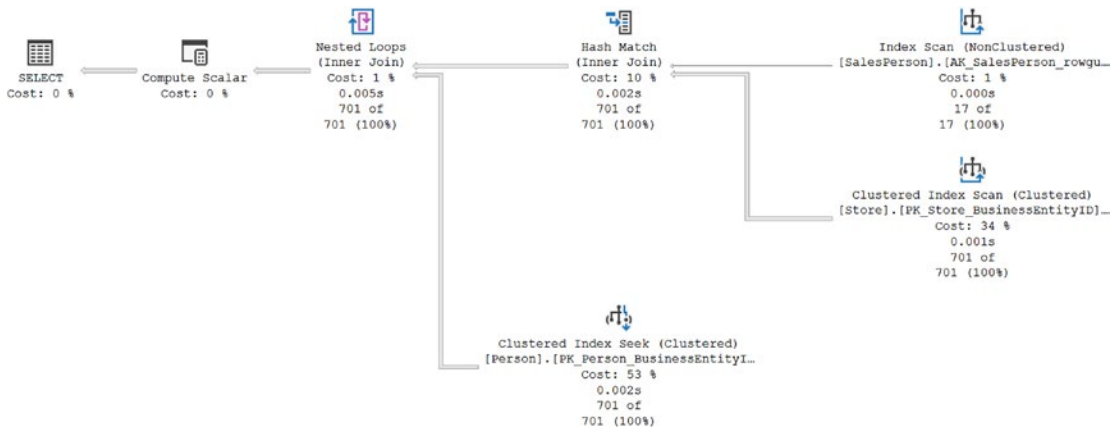 SELECT
Cost: 0 %
Compute Scalar
Cost: 0 %
Nested Loops
(Inner Join)
Cost: 1 %
0.005s
701 of
701 (100%)
Hash Match
(Inner Join)
Cost: 10 %
0.002s
701 of
701 (100%)
Index Scan (NonClustered)
[SalesPerson].[AK_SalesPerson_rowgu…
Cost: 1 %
0.000s
17 of
17 (100%)
Clustered Index Scan (Clustered)
[Store].[PK_Store_BusinessEntityID]…
Cost: 34 %
0.001s
701 of
701 (100%)
Clustered Index Seek (Clustered)
[Person].[PK_Person_BusinessEntityI…
Cost: 53 %
0.002s
701 of
701 (100%)